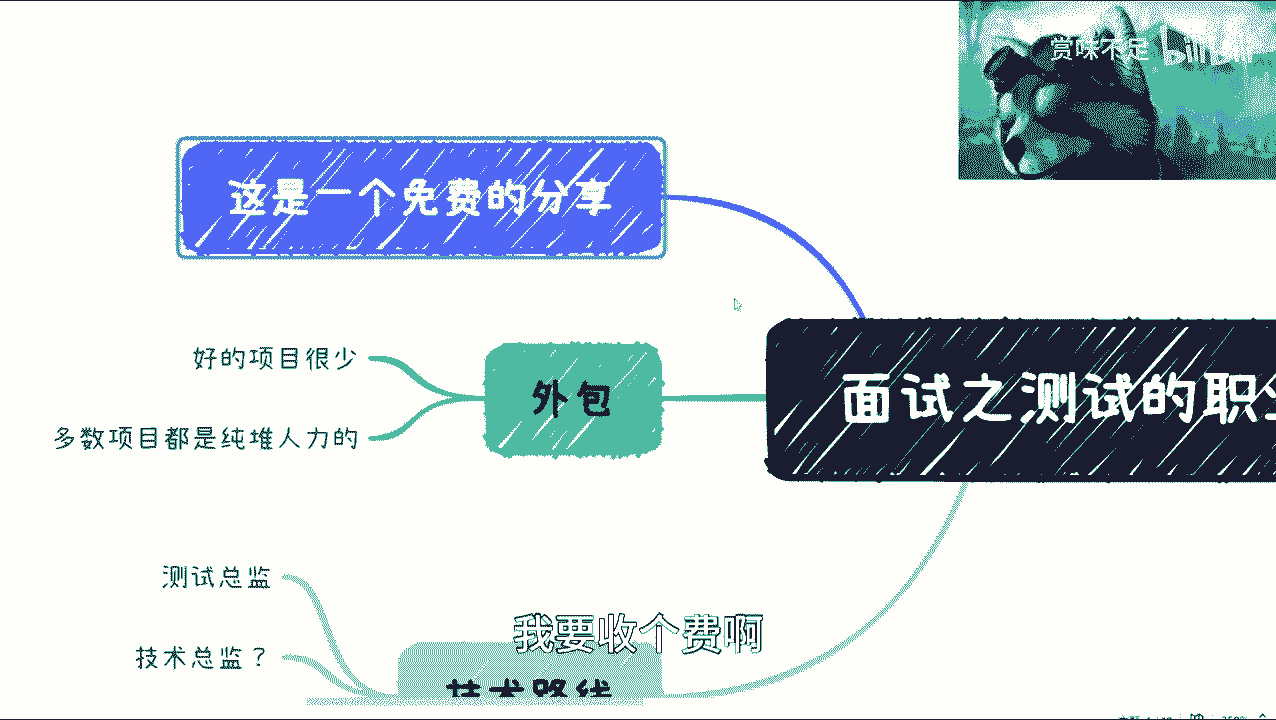 赏味不足 bilibili
这是一个免费的分享
好的项目很少
外包
面试之测试的职
多数项目都是纯堆人力的
测试总监
我要收个费啊
技术总监？
技术路线